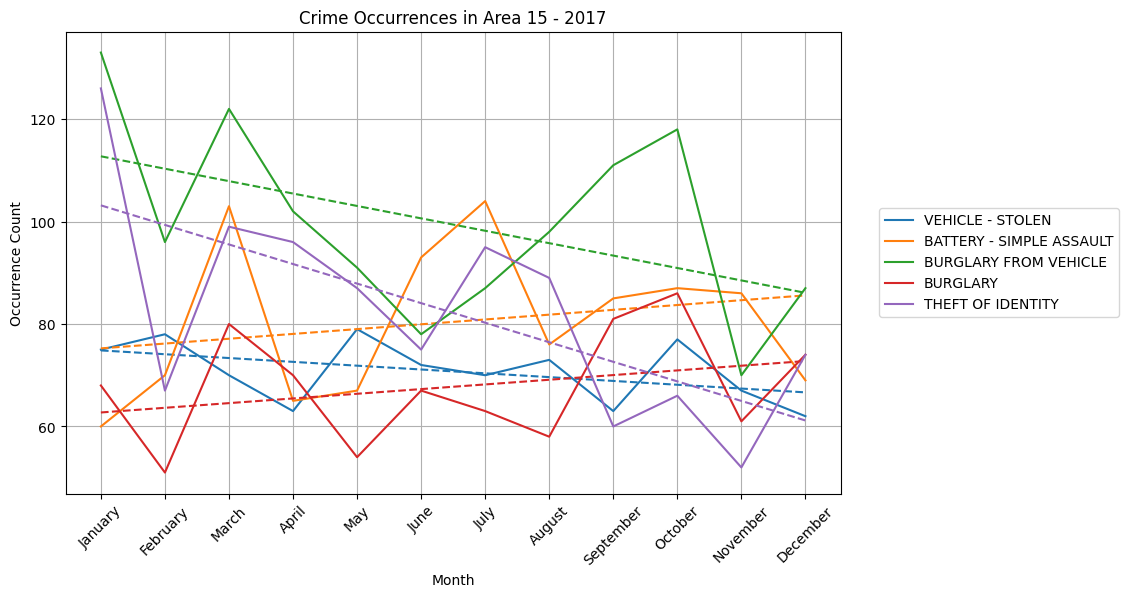 Crime Occurrences in Area 15 - 2017
Occurrence Count
120
100
80
60
January
February
March
April
May
June
July
August
September
October
November
December
Month
VEHICLE - STOLEN
BATTERY - SIMPLE ASSAULT
BURGLARY FROM VEHICLE
BURGLARY
THEFT OF IDENTITY